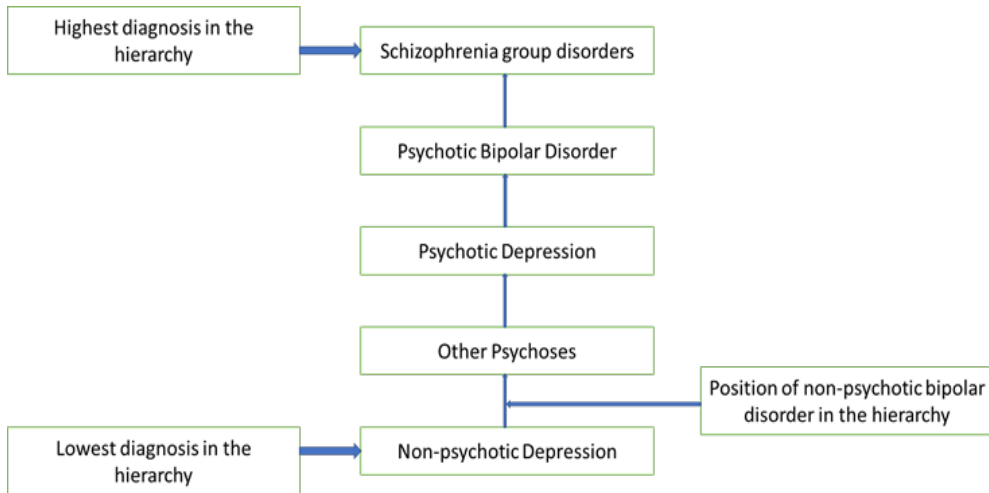 Highest diagnosis in the
hierarchy
Schizophrenia group disorders
Psychotic Bipolar Disorder
Psychotic Depression
Other Psychoses
Position of non-psychotic bipolar
disorder in the hierarchy
Lowest diagnosis in the
hierarchy
Non-psychotic Depression